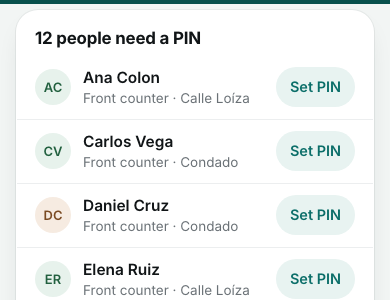 12 people need a PIN
AC
Ana Colon
Front counter · Calle Loíza
Set PIN
CV
Carlos Vega
Front counter · Condado
Set PIN
DC
Daniel Cruz
Front counter · Condado
Set PIN
ER
Elena Ruiz
Front counter · Calle Loíza
Set PIN